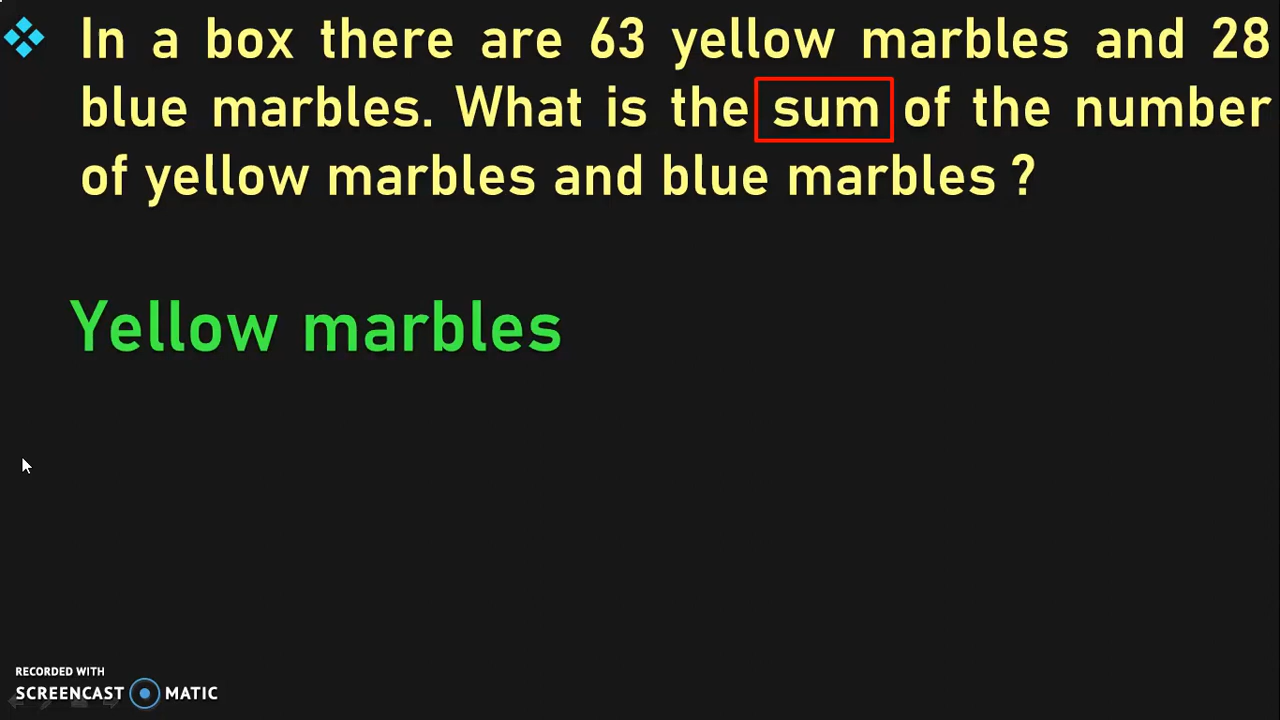 In a box there are 63 yellow marbles and 28
blue marbles. What is the sum of the number
of yellow marbles and blue marbles ?
Yellow marbles
RECORDED WITH
SCREENCAST MATIC